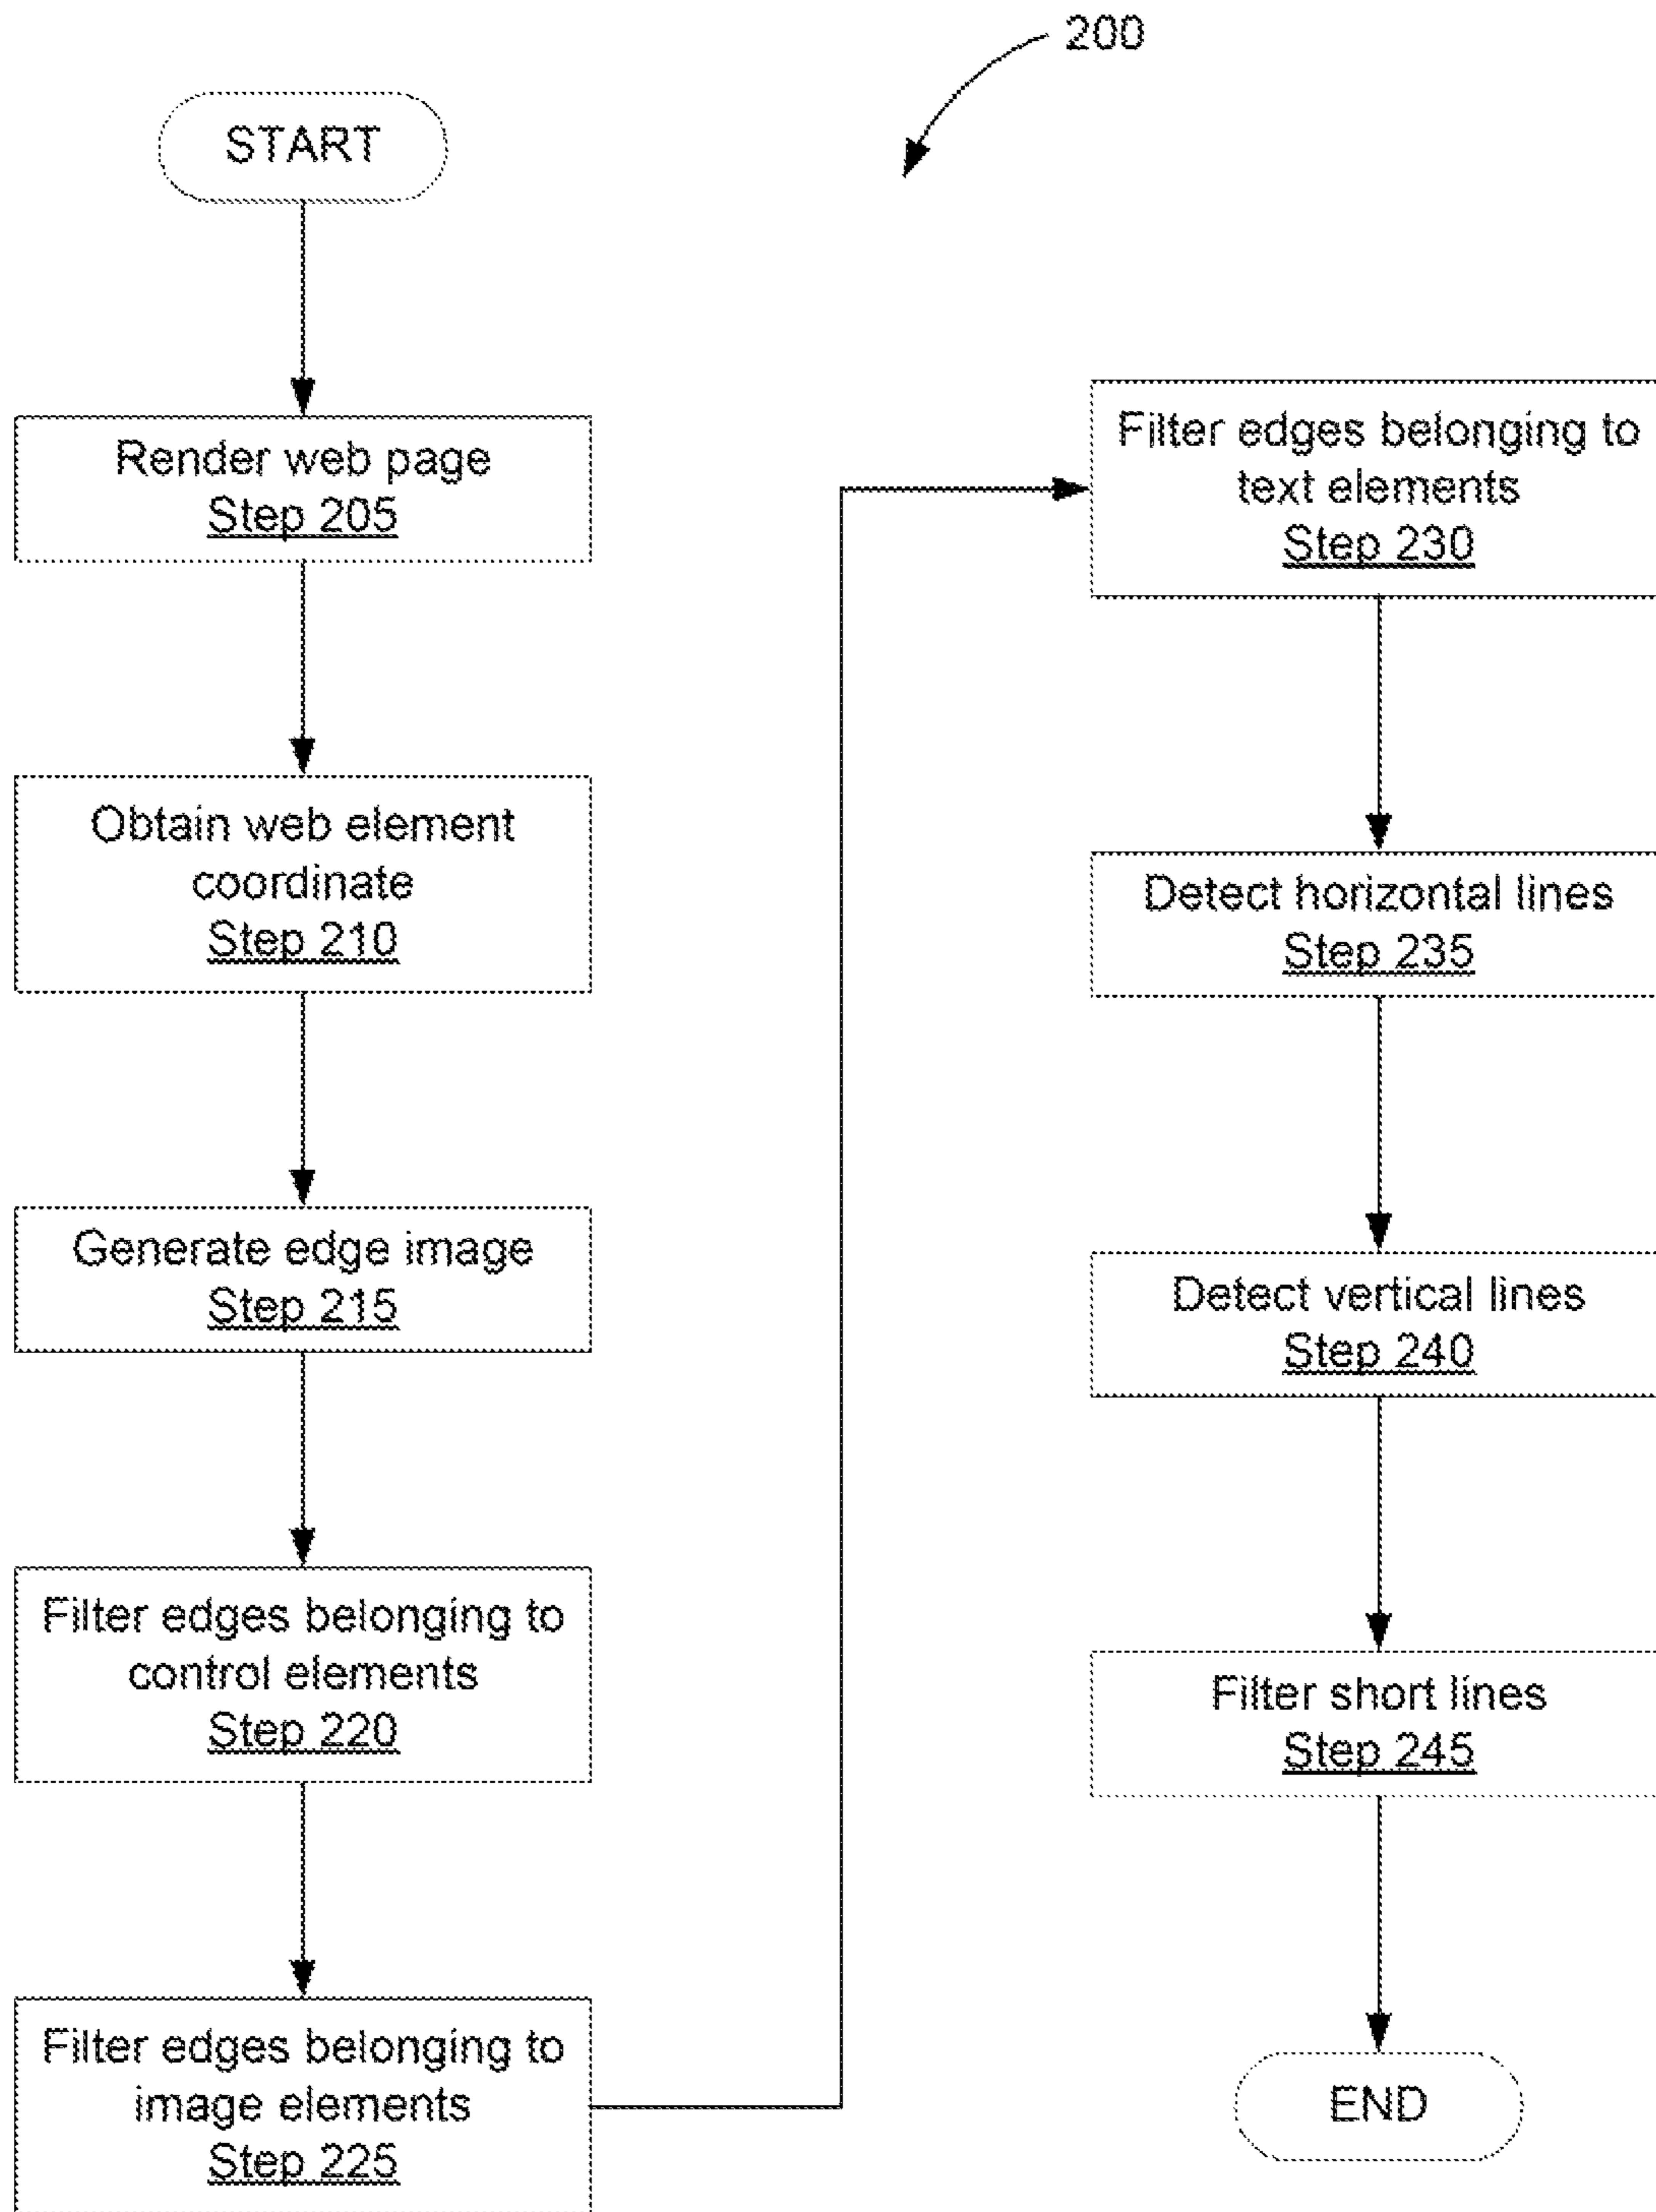 200
START
Render web page
Step 205
Obtain web element
coordinate
Step 210
Generate edge image
Step 215
Filter edges belonging to
control elements
Step 220
Filter edges belonging to
image elements
Step 225
Filter edges belonging to
text elements
Step 230
Detect horizontal lines
Step 235
Detect vertical lines
Step 240
Filter short lines
Step 245
END